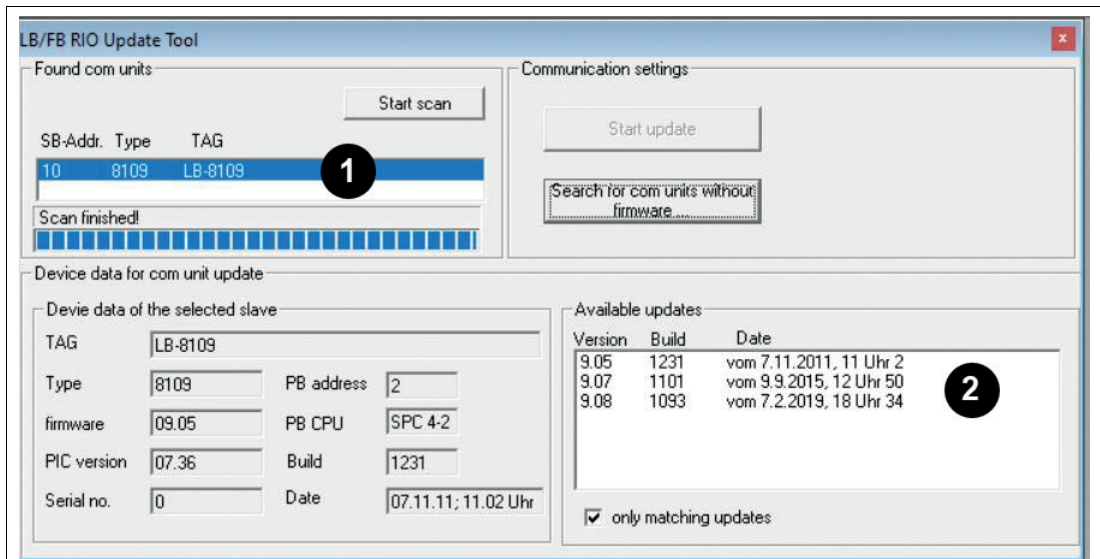 LB/FB RIO Update Tool
x
Found com units
Start scan
SB-Addr. Type TAG
10 8109 LB-8109
1
Scan finished!
Communication settings
Start update
Search for com units without
firmware....
Device data for com unit update
Devie data of the selected slave
TAG LB-8109
Type 8109 PB address 2
firmware 09.05 PB CPU SPC 4-2
PIC version 07.36 Build 1231
Serial no. 0 Date 07.11.11; 11.02 Uhr
Available updates
Version Build Date
9.05 1231 vom 7.11.2011, 11 Uhr 2
9.07 1101 vom 9.9.2015, 12 Uhr 50
9.08 1093 vom 7.2.2019, 18 Uhr 34
2
only matching updates